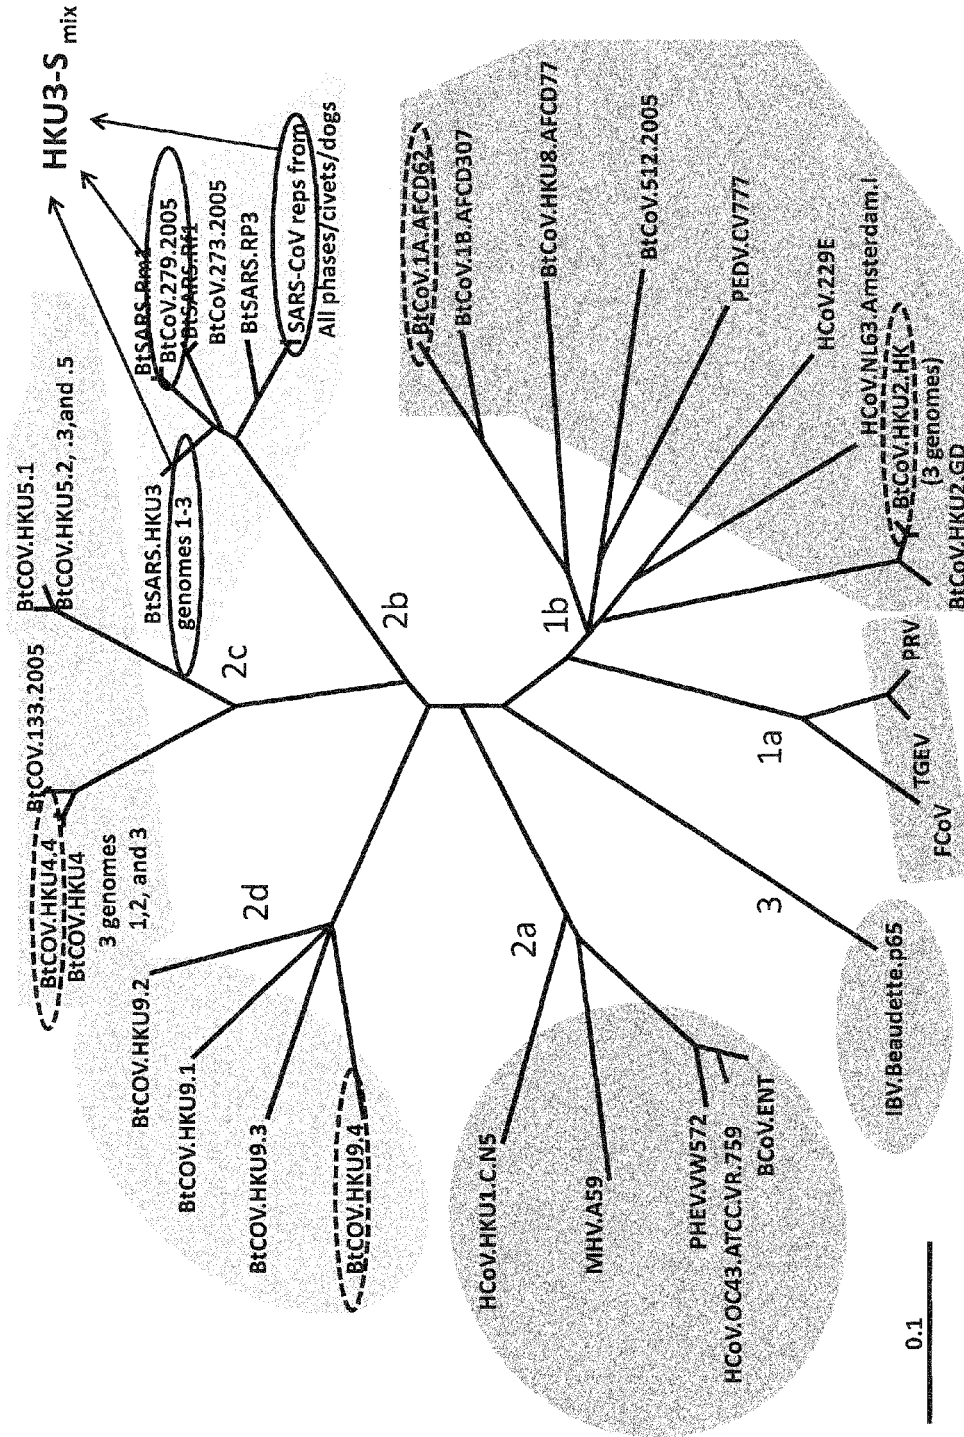 HKU3-S mix
BtSARS.Rm1
BtCoV.279.2005
BtSARS.Rf1
BtCoV.273.2005
BtSARS.RP3
SARS-CoV reps from
All phases/civets/dogs
BtSARS.HKU3
genomes 1-3
2b
BtCOV.HKU5.1
BtCOV.HKU5.2, .3,and .5
2c
BtCOV.133.2005
BtCOV.HKU4.4
BtCOV.HKU4
3 genomes
1,2, and 3
2d
BtCOV.HKU9.2
BtCOV.HKU9.1
BtCOV.HKU9.3
BtCOV.HKU9.4
2a
HCoV.HKU1.C.N5
MHV.A59
PHEV.VW572
HCoV.OC43.ATCC.VR.759
BCoV.ENT
3
IBV.Beaudette.p65
1a
FCoV
TGEV
PRV
1b
BtCoV.1A.AFCD62
BtCoV.1B.AFCD307
BtCoV.HKU8.AFCD77
BtCoV.512.2005
PEDV.CV777
HCoV.229E
HCoV.NL63.Amsterdam.I
BtCoV.HKU2.HK
(3 genomes)
BtCoV.HKU2.GD
0.1